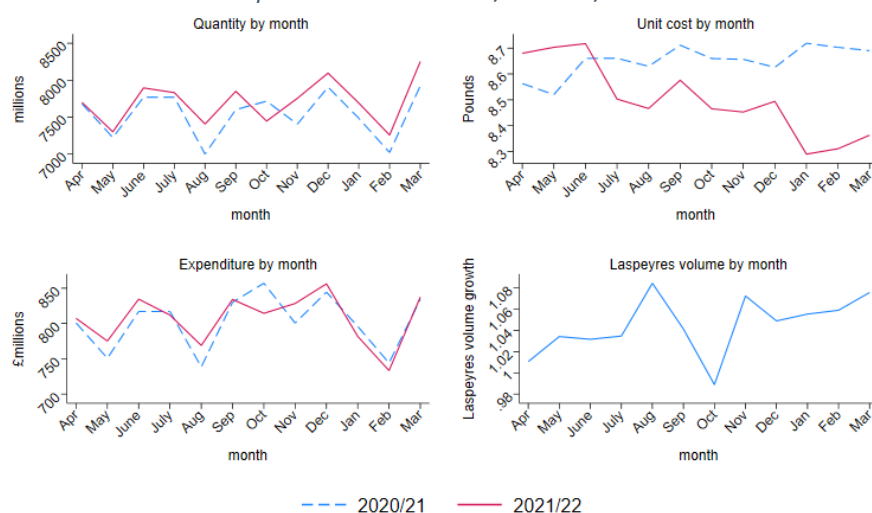 Quantity by month
millions
8500
8000
7500
7000
Apr May June July Aug Sep Oct Nov Dec Jan Feb Mar
month
Unit cost by month
Pounds
8.7
8.6
8.5
8.4
8.3
Apr May June July Aug Sep Oct Nov Dec Jan Feb Mar
month
Expenditure by month
£millions
850
800
750
700
Apr May June July Aug Sep Oct Nov Dec Jan Feb Mar
month
Laspeyres volume by month
Laspeyres volume growth
1.08
1.06
1.04
1.02
1
.98
Apr May June July Aug Sep Oct Nov Dec Jan Feb Mar
month
2020/21 2021/22